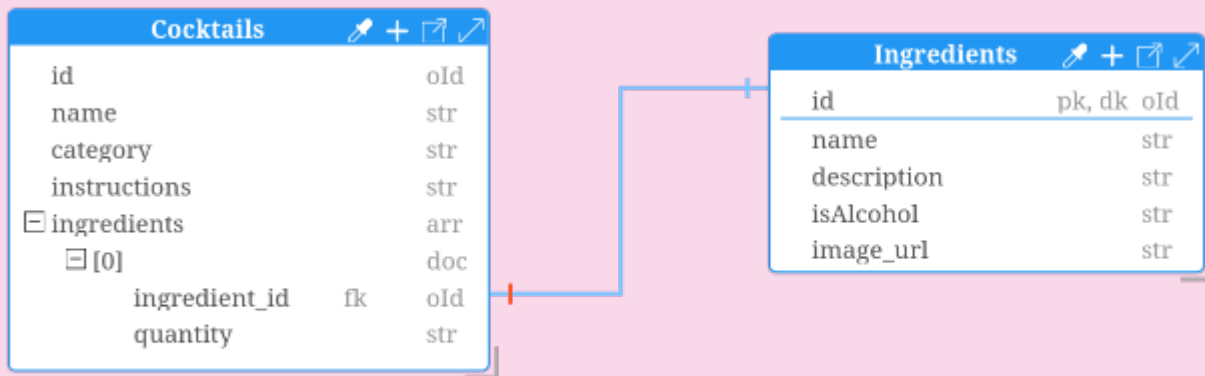 Cocktails
id oId
name str
category str
instructions str
ingredients arr
[0] doc
ingredient_id fk oId
quantity str
Ingredients
id pk, dk oId
name str
description str
isAlcohol str
image_url str